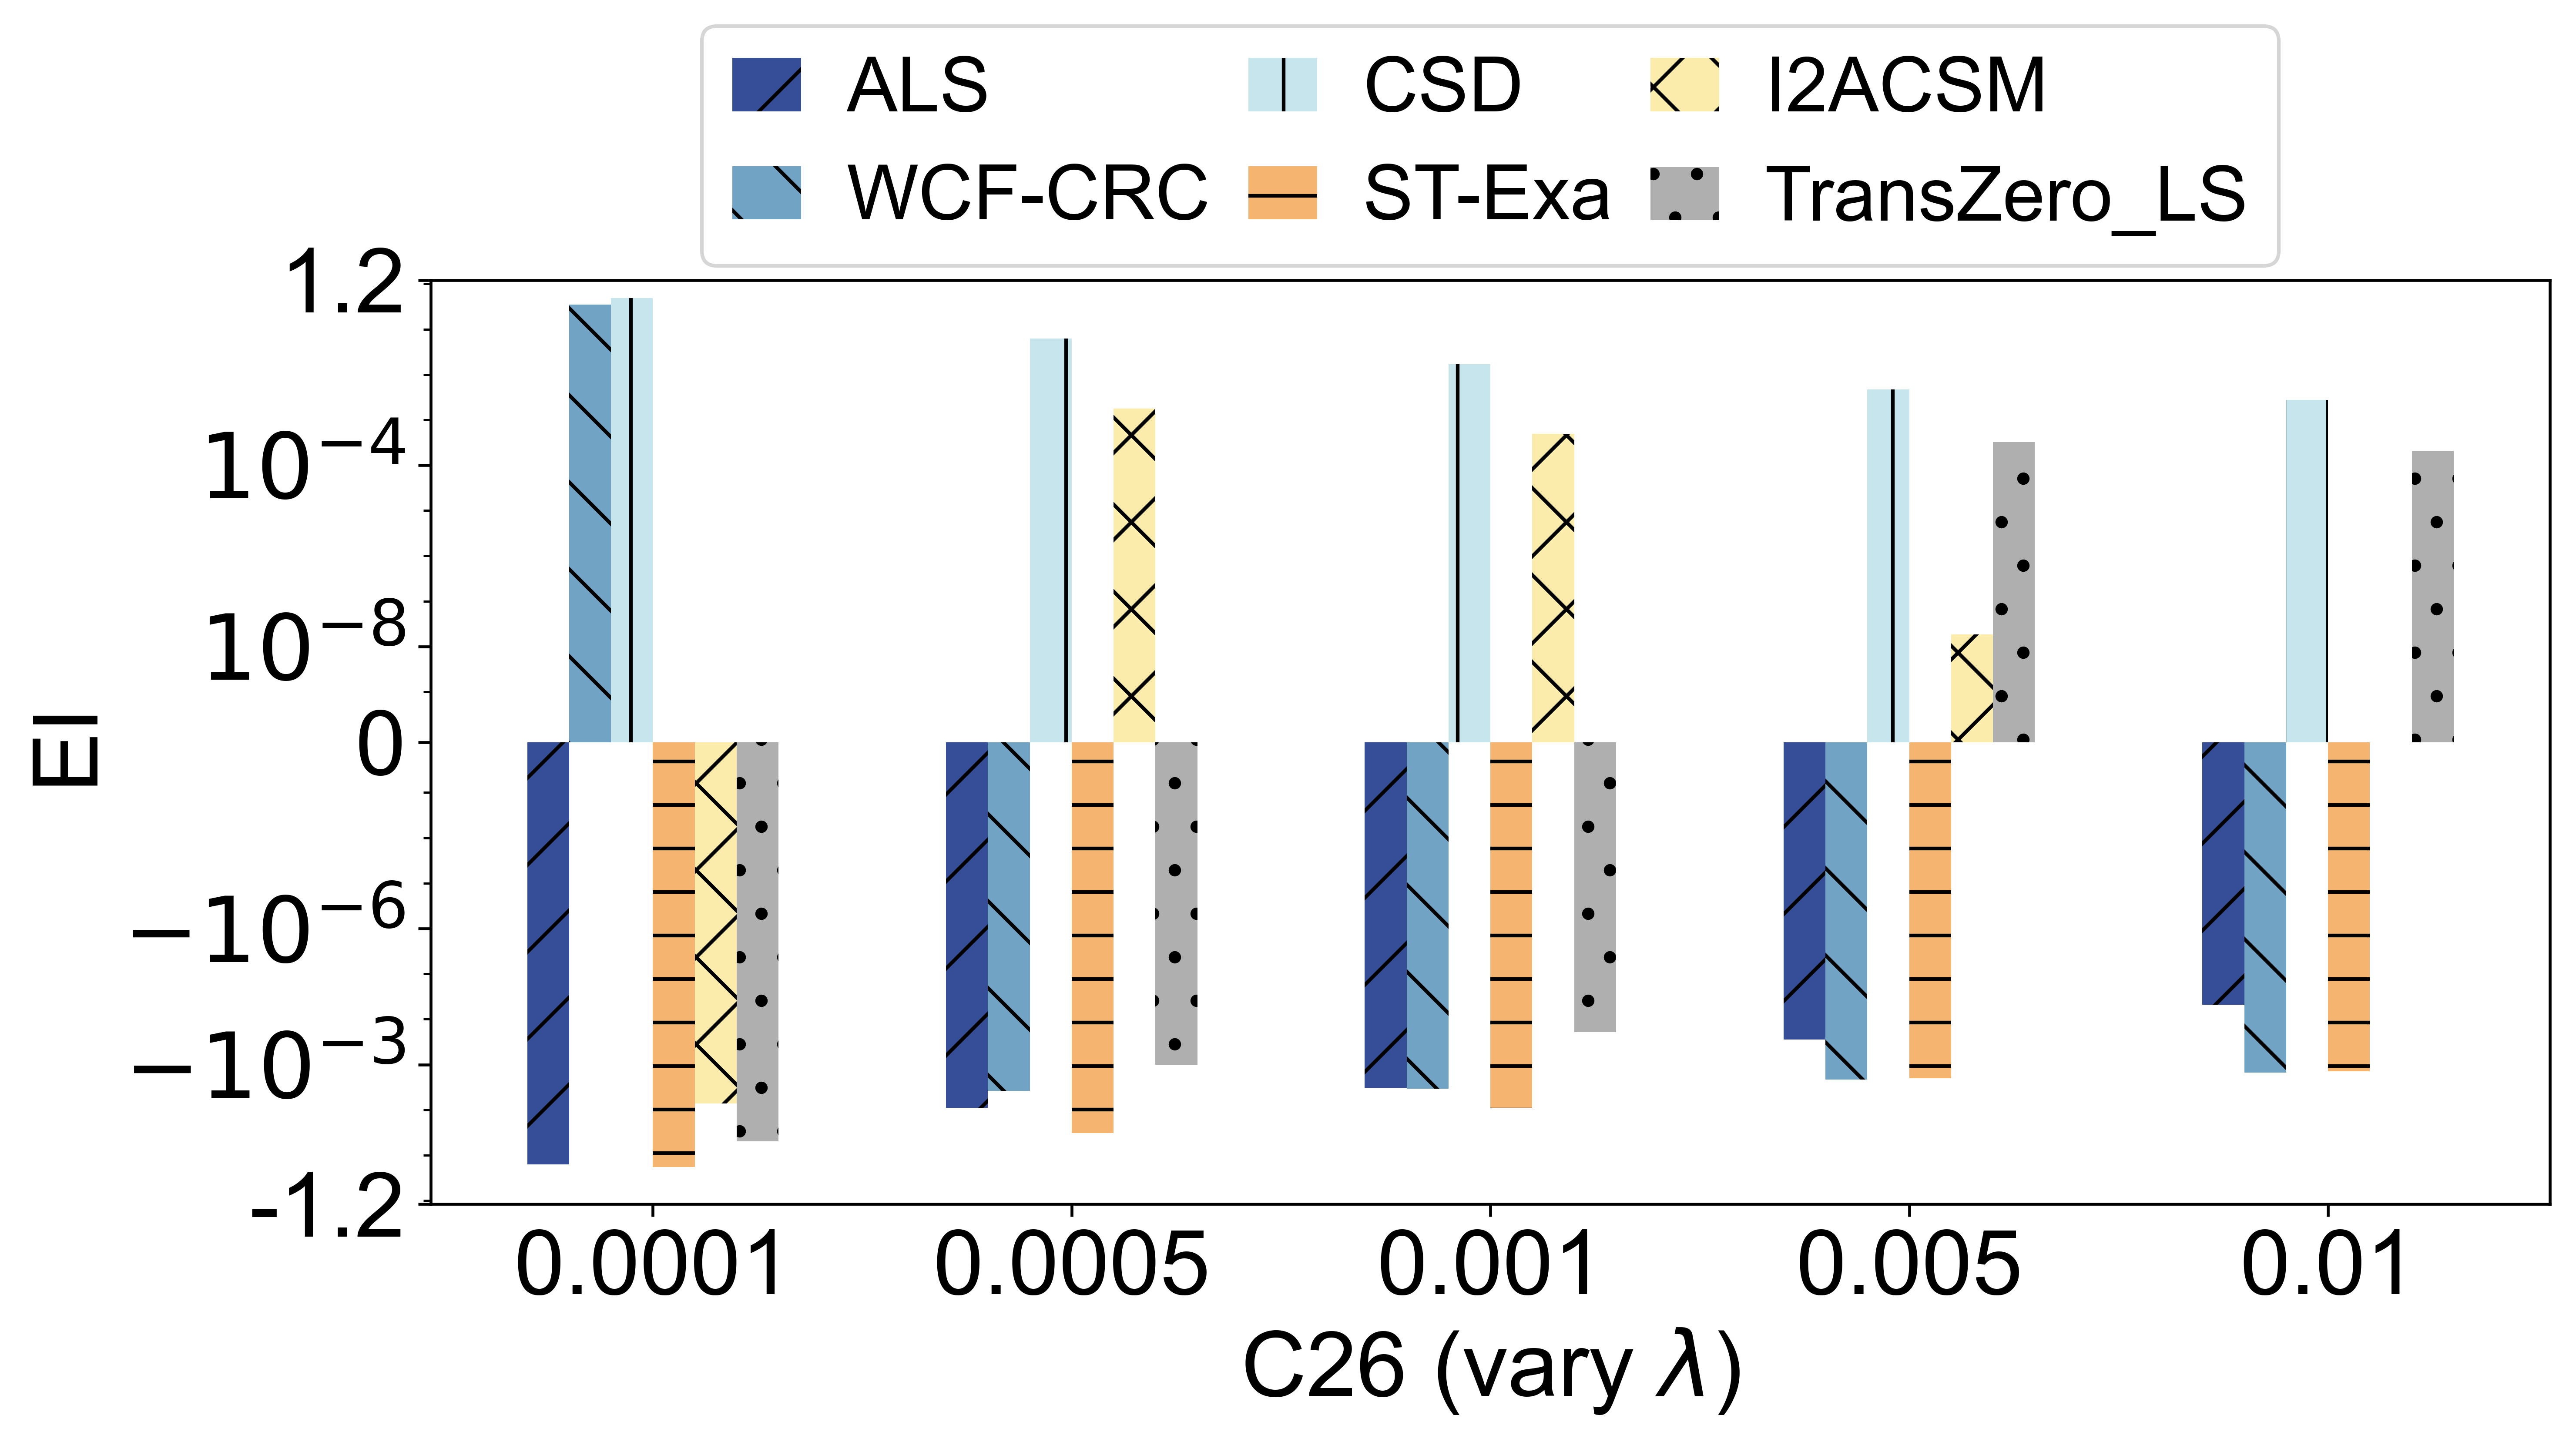 ALS CSD I2ACSM
WCF-CRC ST-Exa TransZero_LS
1.2
10⁻⁴
10⁻⁸
0
−10⁻⁶
−10⁻³
-1.2
EI
0.0001 0.0005 0.001 0.005 0.01
C26 (vary λ)